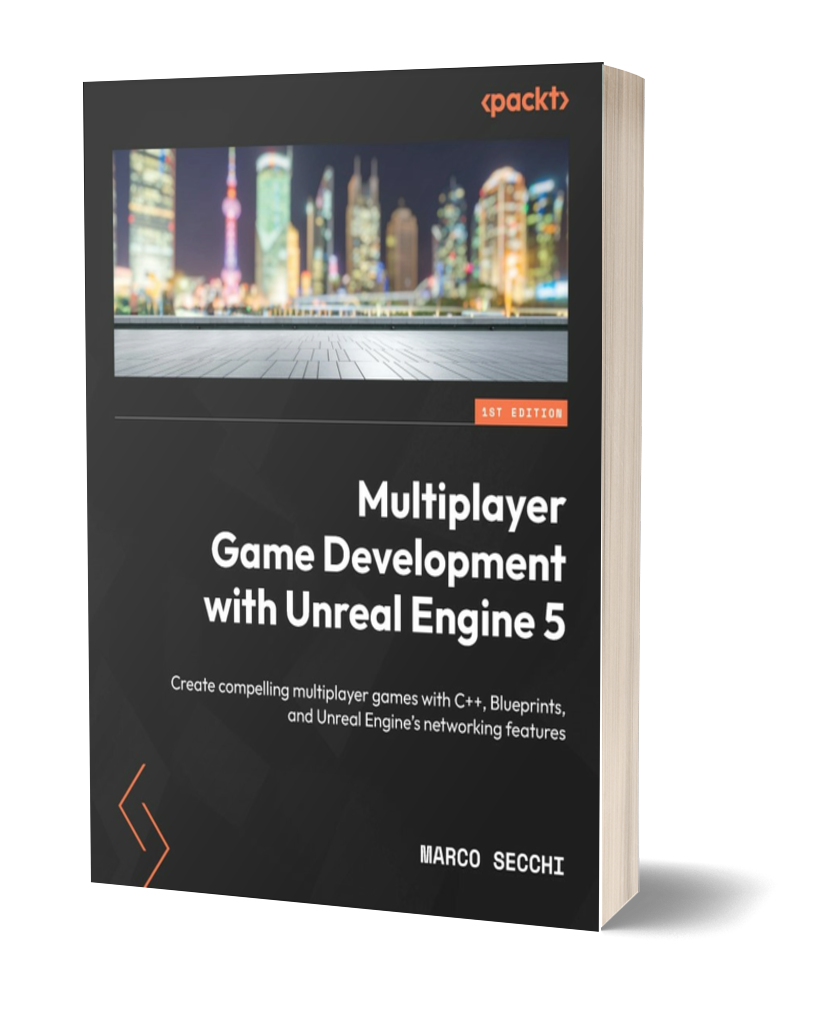 <packt>
1ST EDITION
Multiplayer
Game Development
with Unreal Engine 5
Create compelling multiplayer games with C++, Blueprints,
and Unreal Engine's networking features
MARCO SECCHI